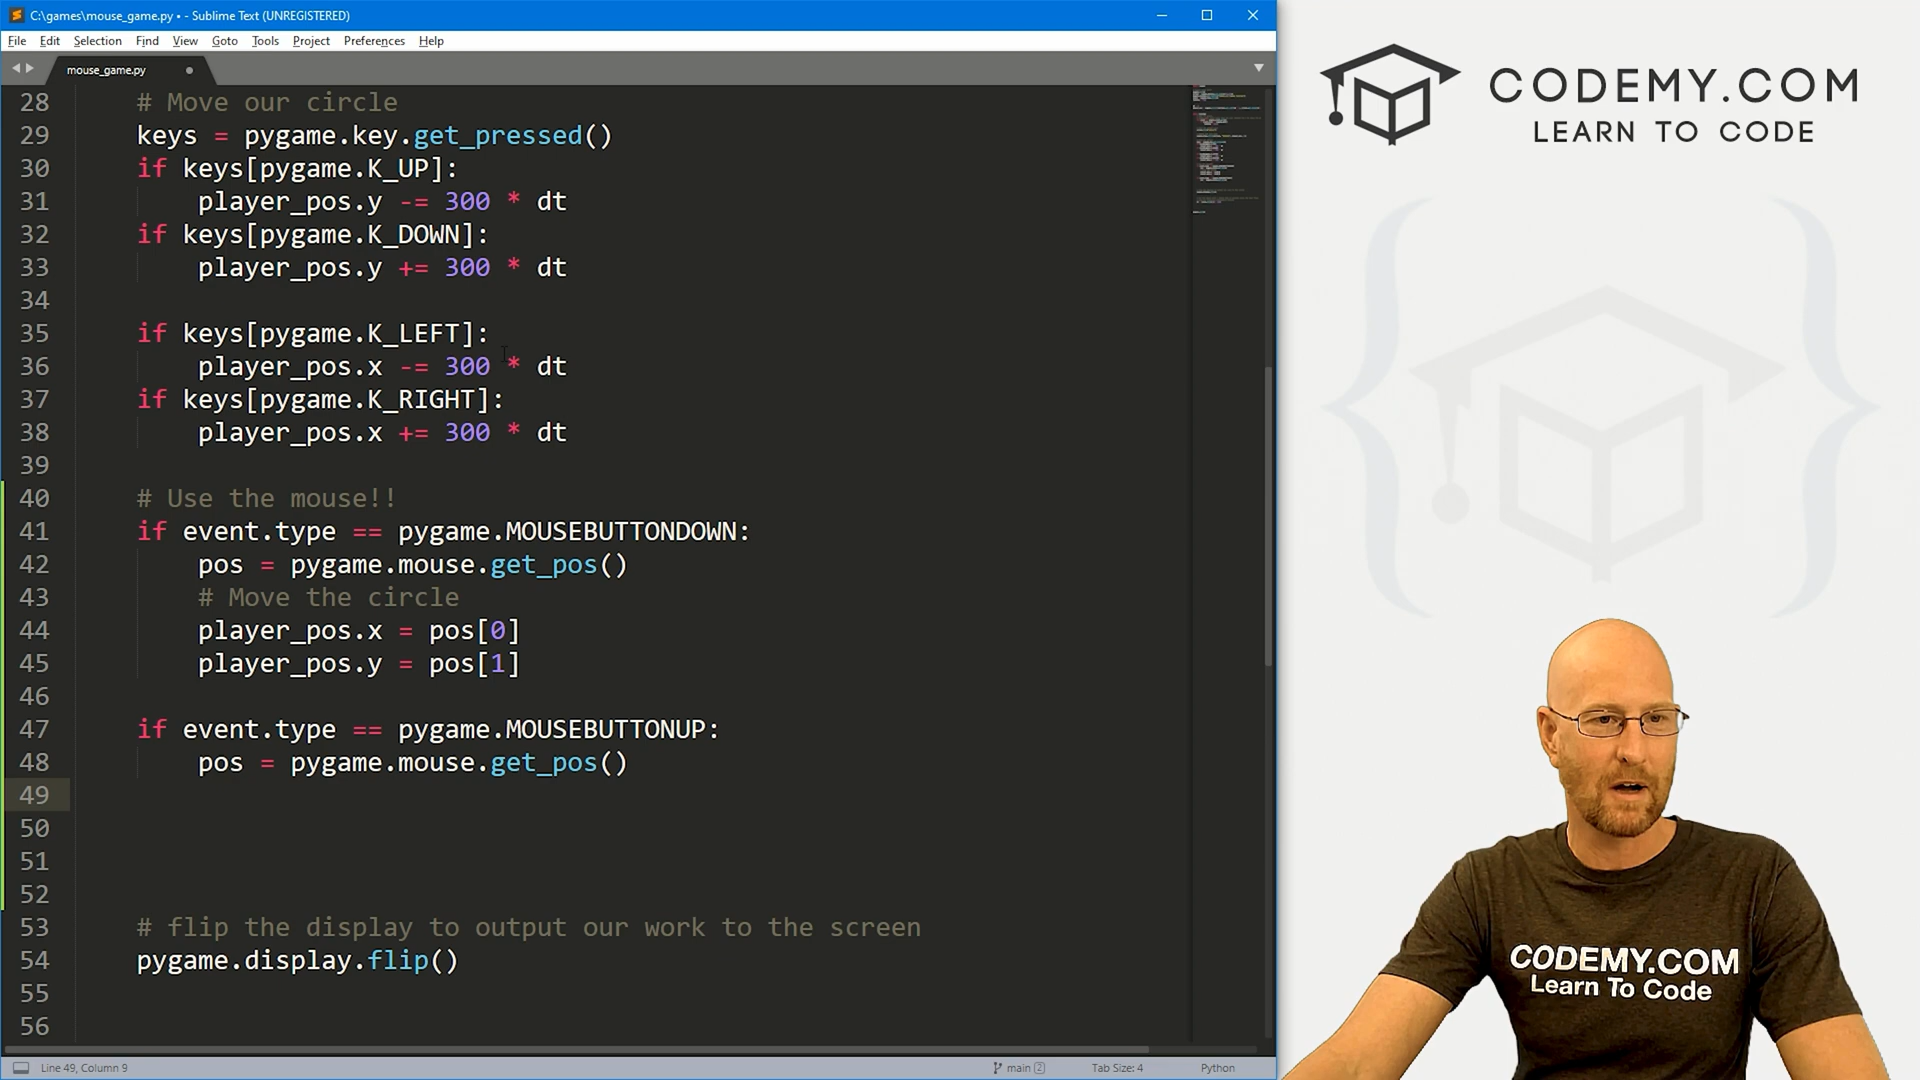 C:\games\mouse_game.py • - Sublime Text (UNREGISTERED)
File Edit Selection Find View Goto Tools Project Preferences Help
mouse_game.py
28 # Move our circle
29 keys = pygame.key.get_pressed()
30 if keys[pygame.K_UP]:
31 player_pos.y -= 300 * dt
32 if keys[pygame.K_DOWN]:
33 player_pos.y += 300 * dt
34
35 if keys[pygame.K_LEFT]:
36 player_pos.x -= 300 * dt
37 if keys[pygame.K_RIGHT]:
38 player_pos.x += 300 * dt
39
40 # Use the mouse!!
41 if event.type == pygame.MOUSEBUTTONDOWN:
42 pos = pygame.mouse.get_pos()
43 # Move the circle
44 player_pos.x = pos[0]
45 player_pos.y = pos[1]
46
47 if event.type == pygame.MOUSEBUTTONUP:
48 pos = pygame.mouse.get_pos()
49
50
51
52
53 # flip the display to output our work to the screen
54 pygame.display.flip()
55
56
Line 49, Column 9 main 2 Tab Size: 4 Python
CODEMY.COM
LEARN TO CODE
CODEMY.COM
Learn To Code